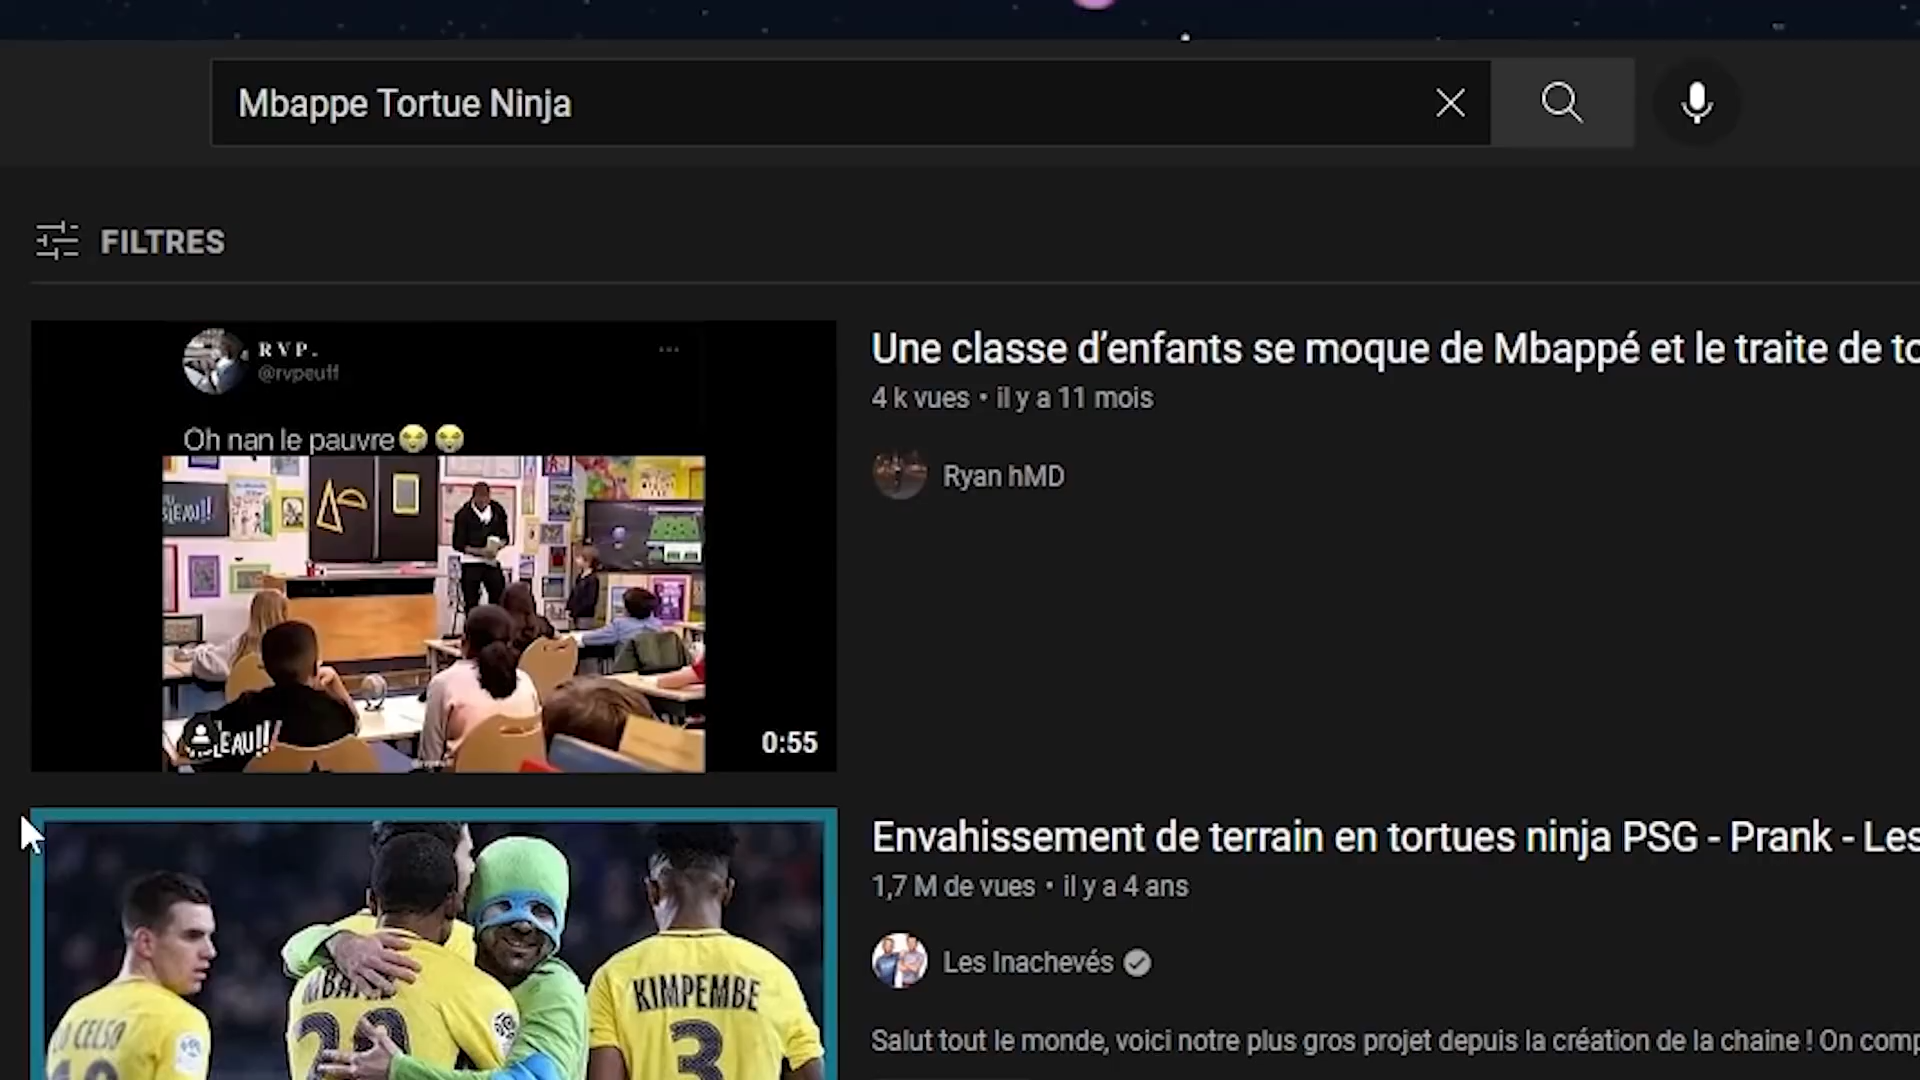 Mbappe Tortue Ninja
FILTRES
R V P.
@rvpeuff
Oh nan le pauvre
0:55
Une classe d’enfants se moque de Mbappé et le traite de to
4 k vues • il y a 11 mois
Ryan hMD
Envahissement de terrain en tortues ninja PSG - Prank - Les
1,7 M de vues • il y a 4 ans
Les Inachevés
Salut tout le monde, voici notre plus gros projet depuis la création de la chaine ! On comp
KIMPEMBE
3